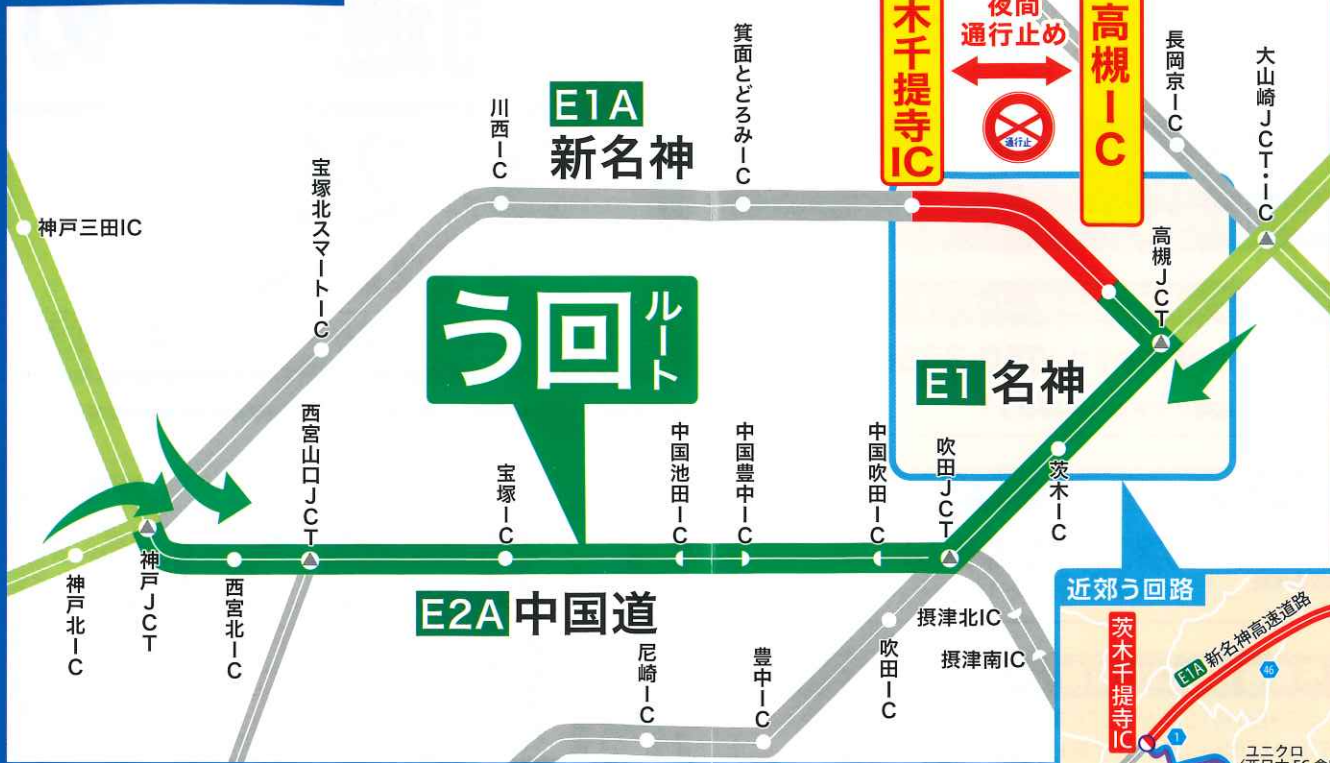 木千提寺IC
夜間
通行止め
通行止
高槻IC
長岡京IC
大山崎JCT・IC
箕面とどろみIC
E1A
新名神
川西IC
宝塚北スマートIC
神戸三田IC
高槻JCT
う回
ルート
E1 名神
西宮山口JCT
宝塚IC
中国池田IC
中国豊中IC
中国吹田IC
吹田JCT
茨木IC
神戸北IC
神戸JCT
西宮北IC
E2A 中国道
尼崎IC
豊中IC
吹田IC
摂津北IC
摂津南IC
近郊う回路
茨木千提寺IC
E1A 新名神高速道路
46
1
ユニクロ